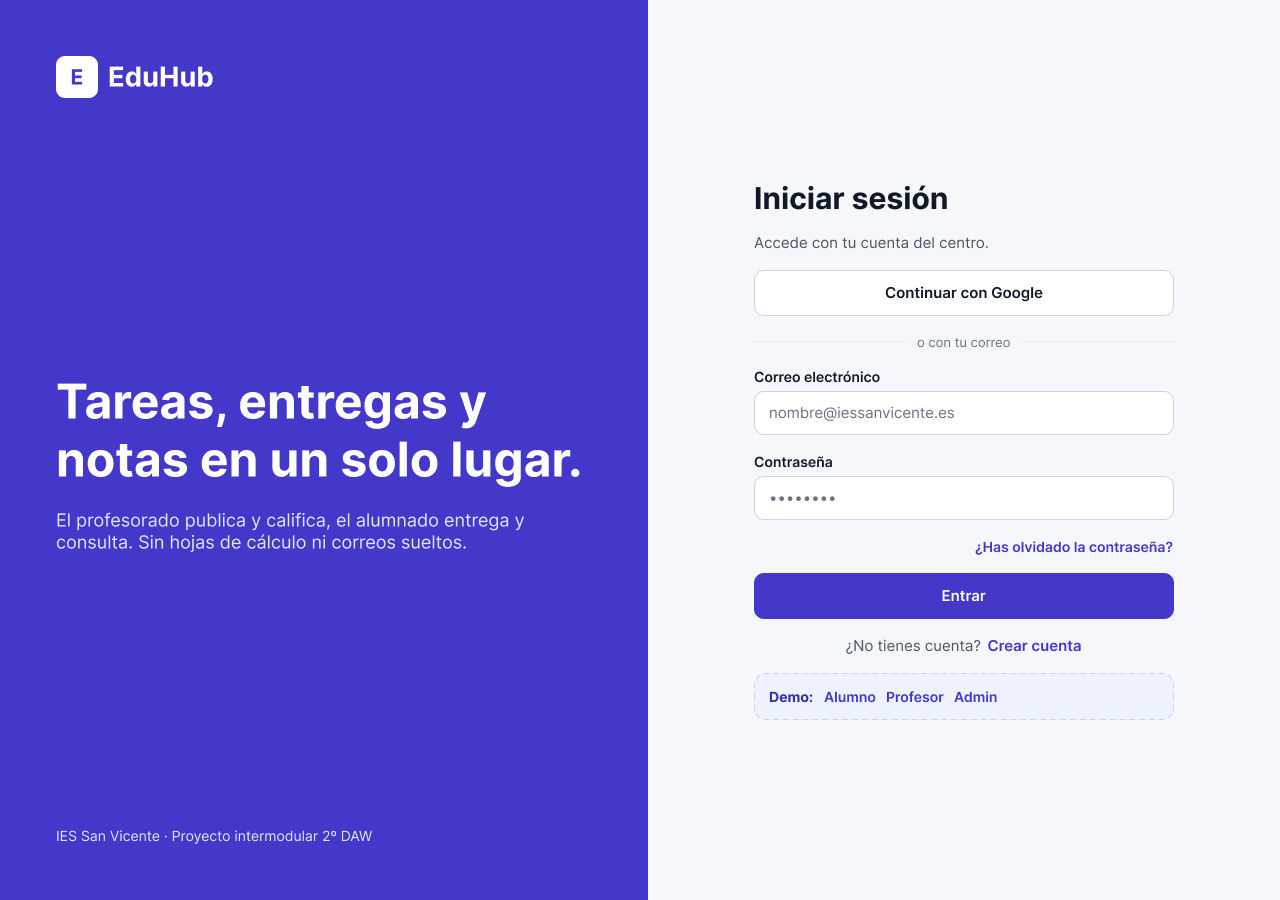 E EduHub
Tareas, entregas y
notas en un solo lugar.
El profesorado publica y califica, el alumnado entrega y
consulta. Sin hojas de cálculo ni correos sueltos.
IES San Vicente · Proyecto intermodular 2º DAW
Iniciar sesión
Accede con tu cuenta del centro.
Continuar con Google
o con tu correo
Correo electrónico
nombre@iessanvicente.es
Contraseña
••••••••
¿Has olvidado la contraseña?
Entrar
¿No tienes cuenta? Crear cuenta
Demo: Alumno Profesor Admin